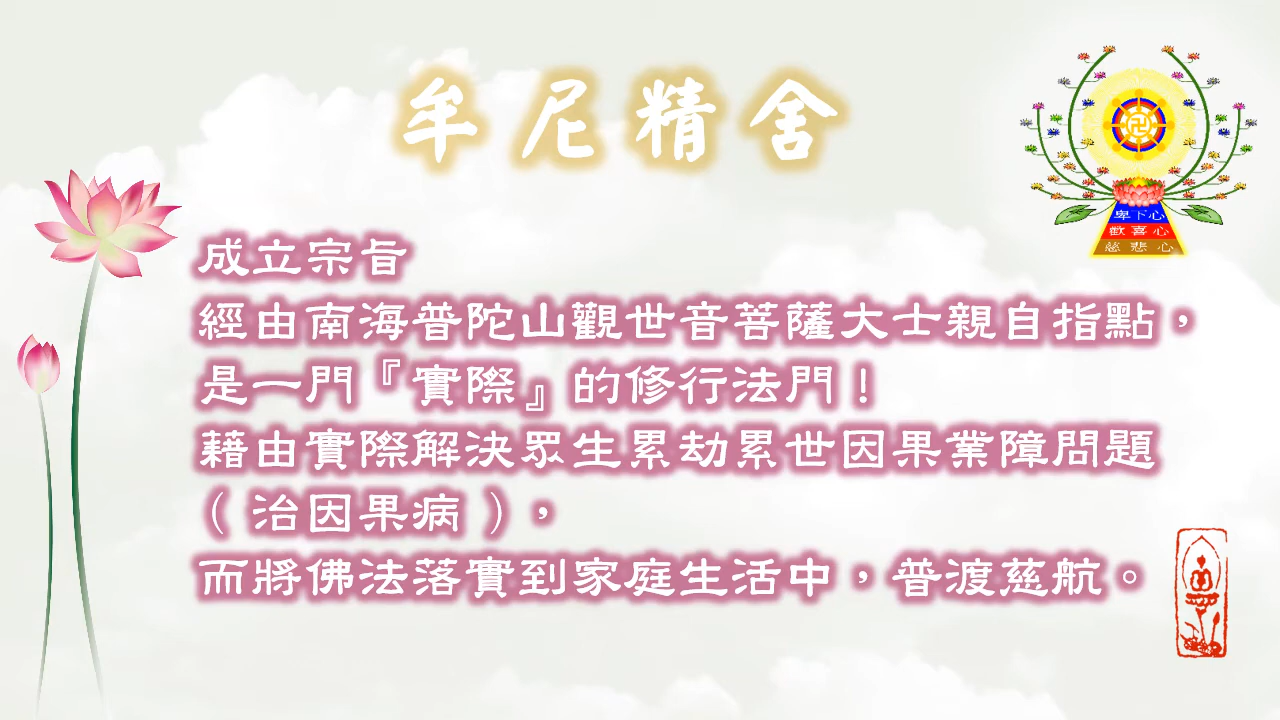 牟尼精舍
卍
卑下心
歡喜心
慈悲心
成立宗旨
經由南海普陀山觀世音菩薩大士親自指點，
是一門『實際』的修行法門！
藉由實際解決眾生累劫累世因果業障問題
（治因果病），
而將佛法落實到家庭生活中，普渡慈航。